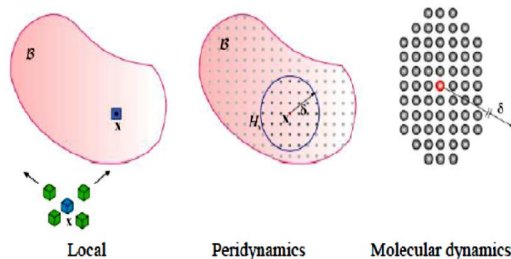 B
x
x
Local
B
H
x
δ
Peridynamics
δ
Molecular dynamics